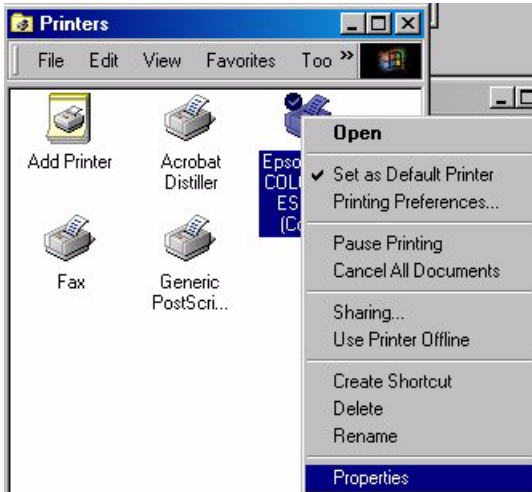 Printers
File Edit View Favorites Too »
Add Printer
Acrobat
Distiller
Fax
Generic
PostScri...
Open
Set as Default Printer
Printing Preferences...
Pause Printing
Cancel All Documents
Sharing...
Use Printer Offline
Create Shortcut
Delete
Rename
Properties